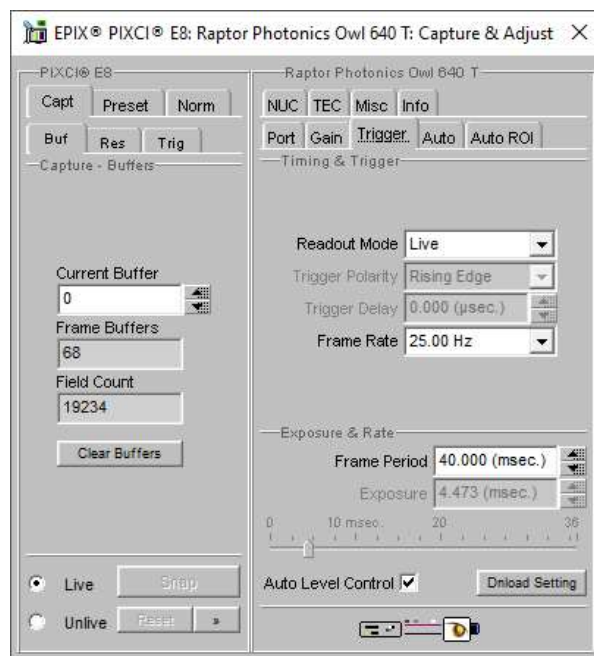 EPIX® PIXCI® E8: Raptor Photonics Owl 640 T: Capture & Adjust
PIXCI® E8
Capt Preset Norm
Buf Res Trig
Capture - Buffers
Current Buffer
0
Frame Buffers
68
Field Count
19234
Clear Buffers
Live Snap
Unlive Reset »
Raptor Photonics Owl 640 T
NUC TEC Misc Info
Port Gain Trigger Auto Auto ROI
Timing & Trigger
Readout Mode Live
Trigger Polarity Rising Edge
Trigger Delay 0.000 (µsec.)
Frame Rate 25.00 Hz
Exposure & Rate
Frame Period 40.000 (msec.)
Exposure 4.473 (msec.)
0 10 msec. 20 36
Auto Level Control Dnload Setting